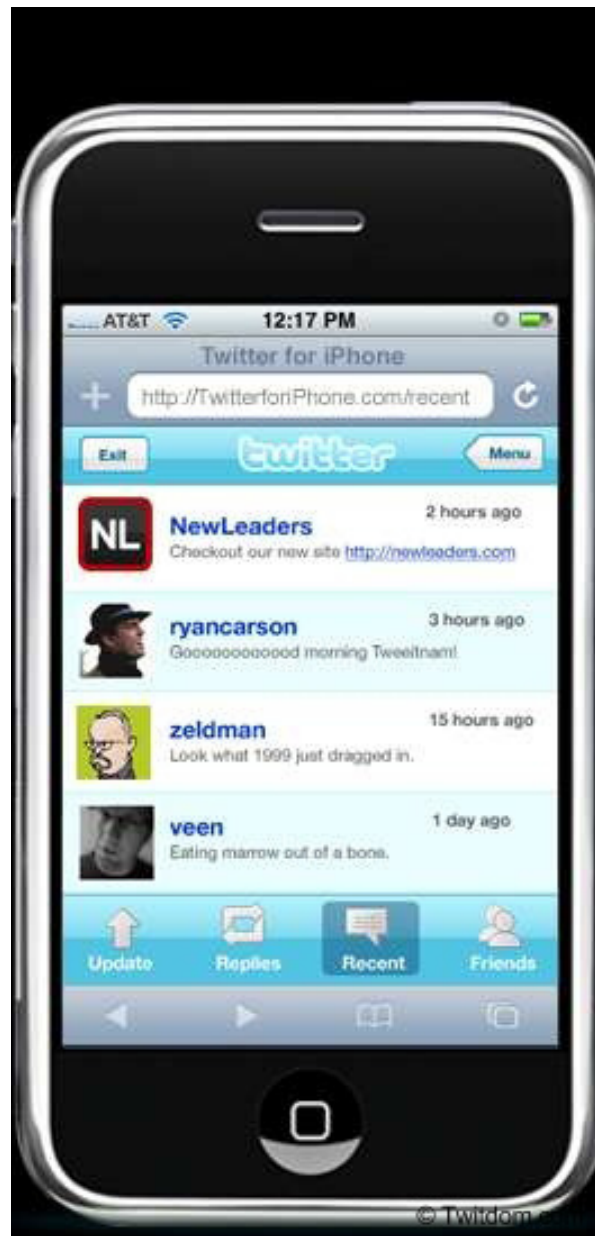 AT&T 12:17 PM
Twitter for iPhone
http://TwitterforiPhone.com/recent
Exit twitter Menu
NL NewLeaders 2 hours ago
Checkout our new site http://newleaders.com
ryancarson 3 hours ago
Gooooooooooood morning Tweeitnam!
zeldman 15 hours ago
Look what 1999 just dragged in.
veen 1 day ago
Eating marrow out of a bone.
Update Replies Recent Friends
© Twitdom.com